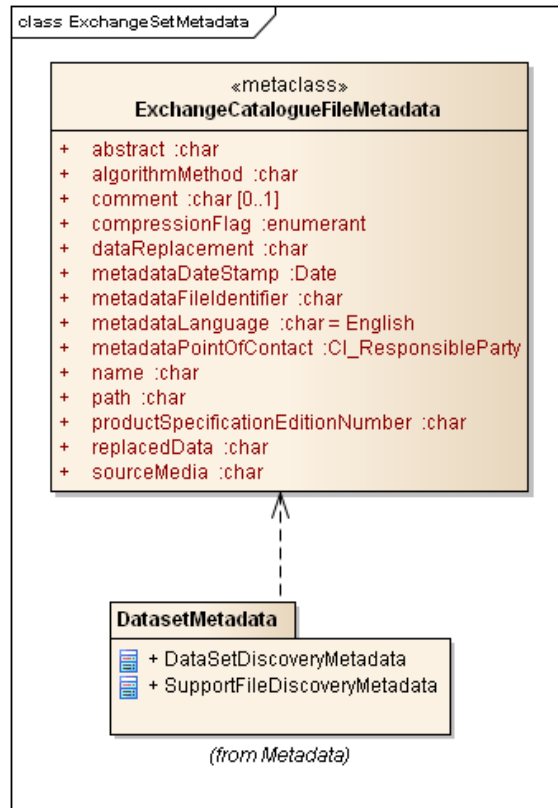 class ExchangeSetMetadata
«metaclass»
ExchangeCatalogueFileMetadata
+ abstract :char
+ algorithmMethod :char
+ comment :char [0..1]
+ compressionFlag :enumerant
+ dataReplacement :char
+ metadataDateStamp :Date
+ metadataFileIdentifier :char
+ metadataLanguage :char = English
+ metadataPointOfContact :CI_ResponsibleParty
+ name :char
+ path :char
+ productSpecificationEditionNumber :char
+ replacedData :char
+ sourceMedia :char
DatasetMetadata
+ DataSetDiscoveryMetadata
+ SupportFileDiscoveryMetadata
(from Metadata)